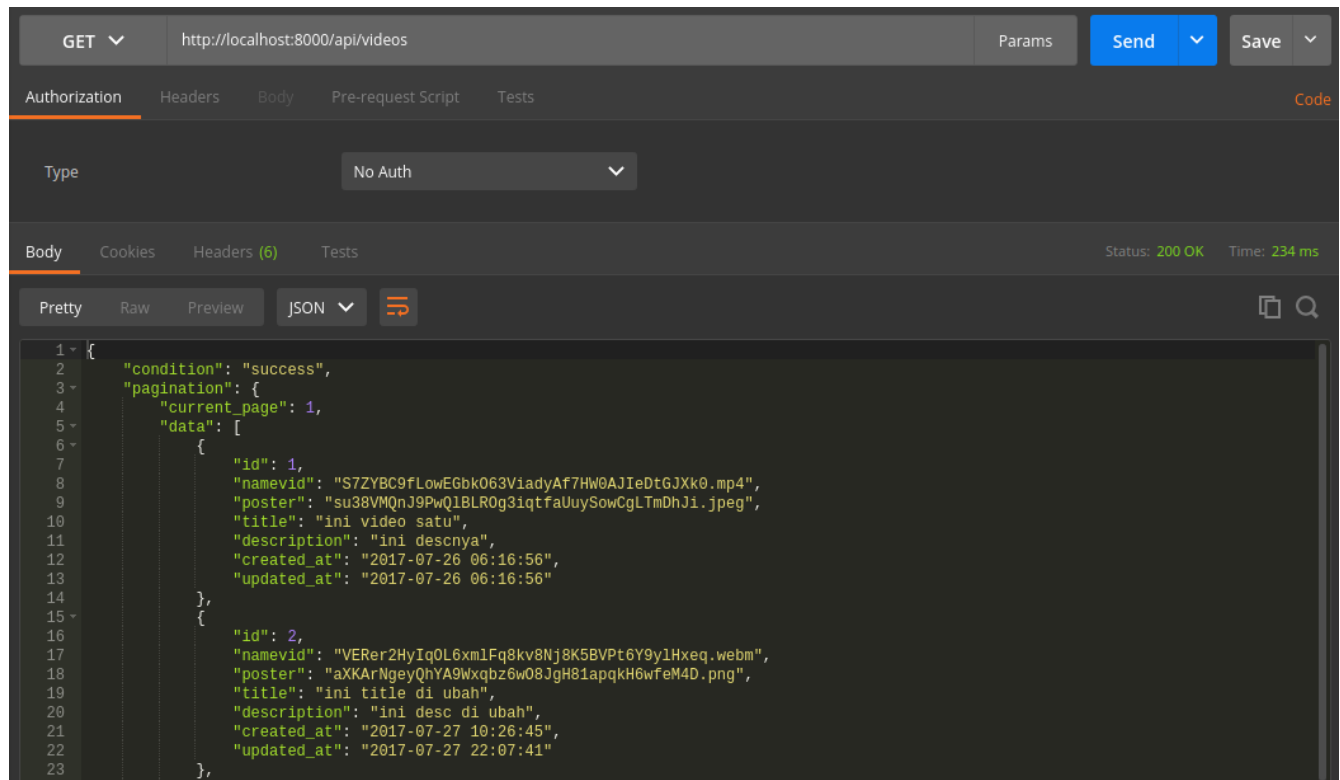 GET http://localhost:8000/api/videos Params Send Save
Authorization Headers Body Pre-request Script Tests Code
Type No Auth
Body Cookies Headers (6) Tests Status: 200 OK Time: 234 ms
Pretty Raw Preview JSON
1 {
2 "condition": "success",
3 "pagination": {
4 "current_page": 1,
5 "data": [
6 {
7 "id": 1,
8 "namevid": "S7ZYBC9fLowEGbkO63ViadyAf7HW0AJIeDtGJXk0.mp4",
9 "poster": "su38VMQnJ9PwQlBLROg3iqtfaUuySowCgLTmDhJi.jpeg",
10 "title": "ini video satu",
11 "description": "ini descnya",
12 "created_at": "2017-07-26 06:16:56",
13 "updated_at": "2017-07-26 06:16:56"
14 },
15 {
16 "id": 2,
17 "namevid": "VERer2HyIqOL6xmlFq8kv8Nj8K5BVPt6Y9ylHxeq.webm",
18 "poster": "aXKArNgeyQhYA9Wxqbz6wO8JgH81apqkH6wfeM4D.png",
19 "title": "ini title di ubah",
20 "description": "ini desc di ubah",
21 "created_at": "2017-07-27 10:26:45",
22 "updated_at": "2017-07-27 22:07:41"
23 },